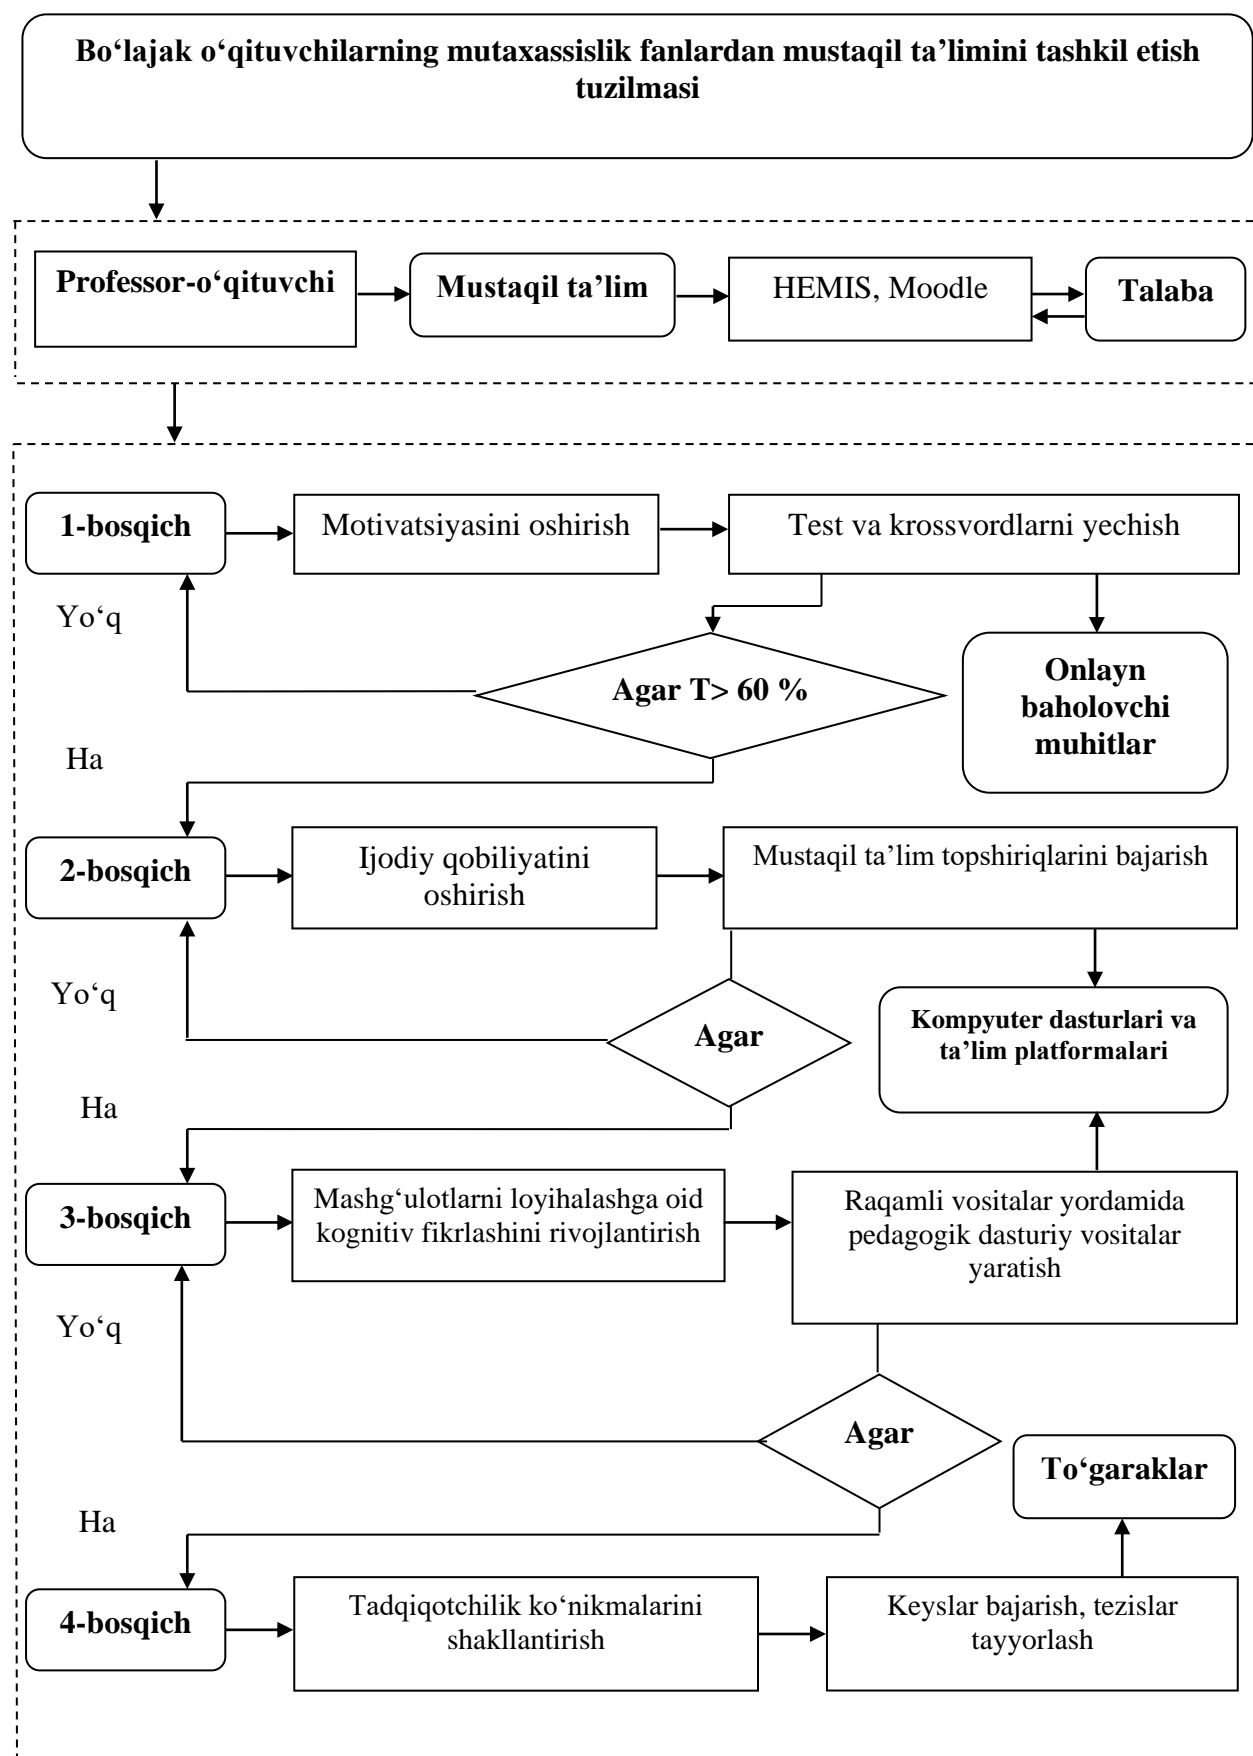 Bo‘lajak o‘qituvchilarning mutaxassislik fanlardan mustaqil ta’limini tashkil etish
tuzilmasi
Professor-o‘qituvchi
Mustaqil ta’lim
HEMIS, Moodle
Talaba
1-bosqich
Motivatsiyasini oshirish
Test va krossvordlarni yechish
Yo‘q
Agar T> 60 %
Onlayn
baholovchi
muhitlar
Ha
2-bosqich
Ijodiy qobiliyatini
oshirish
Mustaqil ta’lim topshiriqlarini bajarish
Yo‘q
Agar
Kompyuter dasturlari va
ta’lim platformalari
Ha
3-bosqich
Mashg‘ulotlarni loyihalashga oid
kognitiv fikrlashini rivojlantirish
Raqamli vositalar yordamida
pedagogik dasturiy vositalar
yaratish
Yo‘q
Agar
To‘garaklar
Ha
4-bosqich
Tadqiqotchilik ko‘nikmalarini
shakllantirish
Keyslar bajarish, tezislar
tayyorlash